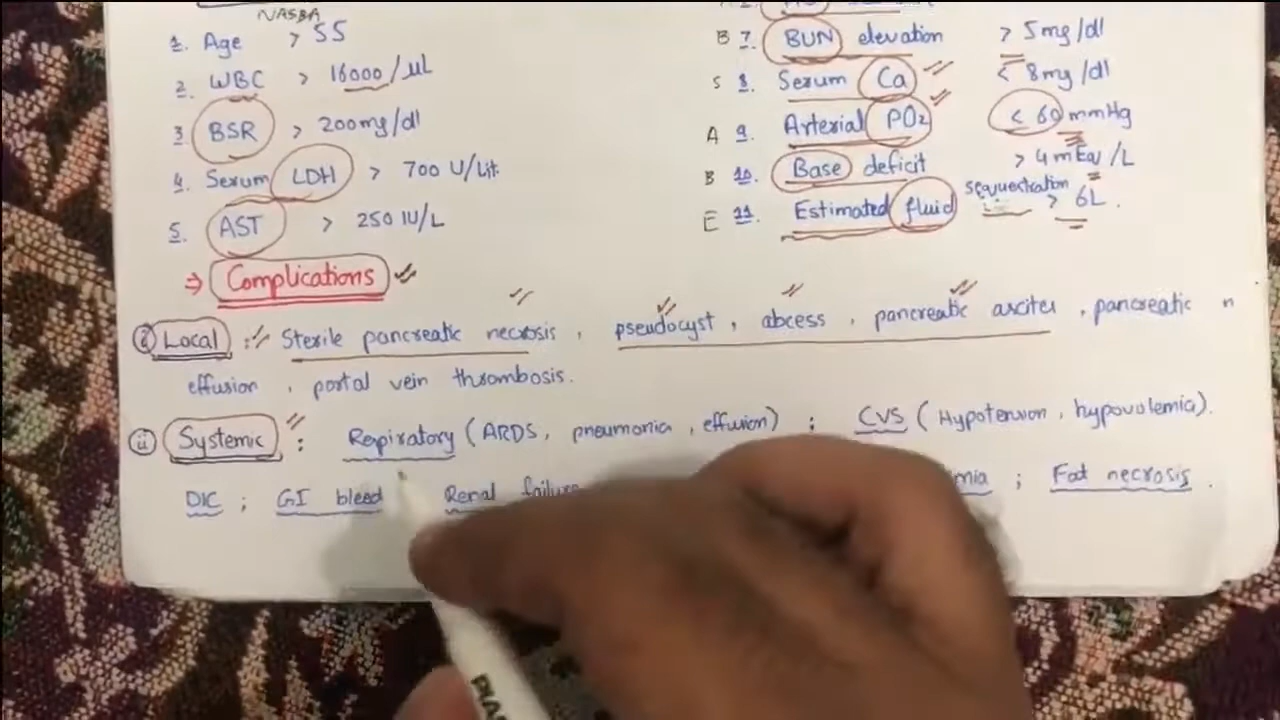 NASBA
1. Age > 55
2. WBC > 16000/μL
3. BSR > 200mg/dl
4. Serum LDH > 700 U/Lit.
5. AST > 250 IU/L
B 7. BUN elevation > 5mg/dl
S 8. Serum Ca < 8mg/dl
A 9. Arterial PO2 < 60 mmHg
B 10. Base deficit > 4mEq/L
E 11. Estimated fluid sequestration > 6L.
⇒ Complications
i Local : Sterile pancreatic necrosis, pseudocyst, abcess, pancreatic ascites, pancreatic
effusion, portal vein thrombosis.
ii Systemic : Respiratory (ARDS, pneumonia, effusion) ; CVS (Hypotension, hypovolemia).
DIC ; GI bleed Renal failure mia ; Fat necrosis.